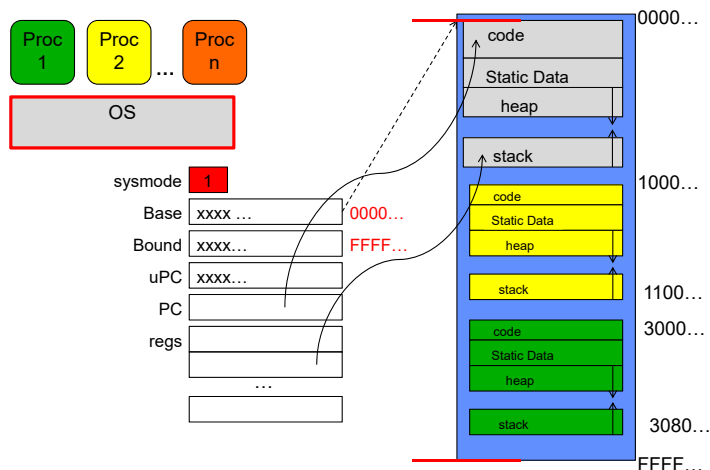 Proc
1
Proc
2
...
Proc
n
OS
sysmode 1
Base xxxx ... 0000...
Bound xxxx... FFFF...
uPC xxxx...
PC
regs
...
0000...
code
Static Data
heap
stack
1000...
code
Static Data
heap
stack
1100...
3000...
code
Static Data
heap
stack
3080...
FFFF...